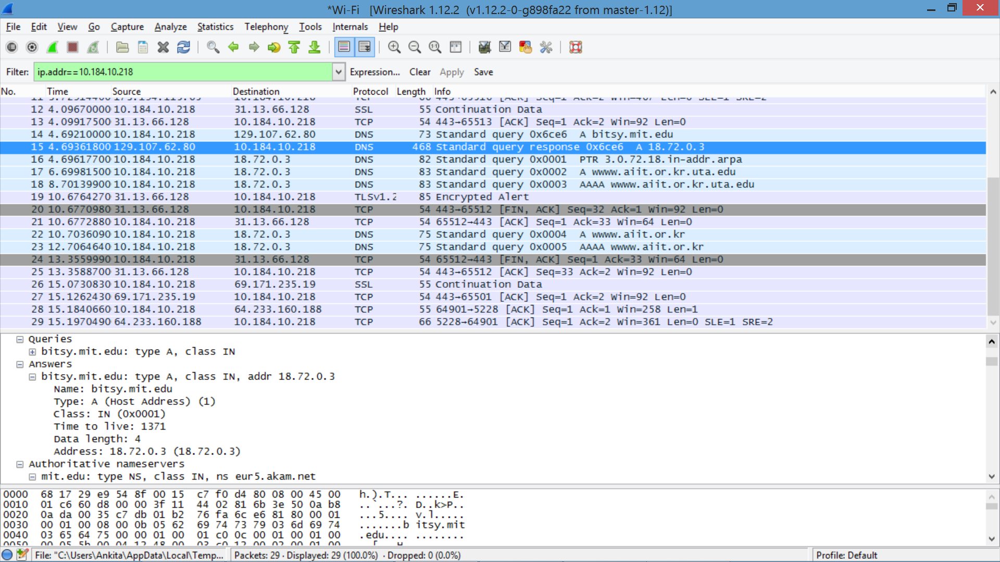 *Wi-Fi [Wireshark 1.12.2 (v1.12.2-0-g898fa22 from master-1.12)]
File Edit View Go Capture Analyze Statistics Telephony Tools Internals Help
Filter: ip.addr==10.184.10.218 Expression... Clear Apply Save
No. Time Source Destination Protocol Length Info
12 4.09670000 10.184.10.218 31.13.66.128 SSL 55 Continuation Data
13 4.09917500 31.13.66.128 10.184.10.218 TCP 54 443→65513 [ACK] Seq=1 Ack=2 Win=92 Len=0
14 4.69210000 10.184.10.218 129.107.62.80 DNS 73 Standard query 0x6ce6 A bitsy.mit.edu
15 4.69361800 129.107.62.80 10.184.10.218 DNS 468 Standard query response 0x6ce6 A 18.72.0.3
16 4.69617700 10.184.10.218 18.72.0.3 DNS 82 Standard query 0x0001 PTR 3.0.72.18.in-addr.arpa
17 6.69981500 10.184.10.218 18.72.0.3 DNS 83 Standard query 0x0002 A wwww.aiit.or.kr.uta.edu
18 8.70139900 10.184.10.218 18.72.0.3 DNS 83 Standard query 0x0003 AAAA wwww.aiit.or.kr.uta.edu
19 10.6764270 31.13.66.128 10.184.10.218 TLSv1.2 85 Encrypted Alert
20 10.6770980 31.13.66.128 10.184.10.218 TCP 54 443→65512 [FIN, ACK] Seq=32 Ack=1 Win=92 Len=0
21 10.6772880 10.184.10.218 31.13.66.128 TCP 54 65512→443 [ACK] Seq=1 Ack=33 Win=64 Len=0
22 10.7036090 10.184.10.218 18.72.0.3 DNS 75 Standard query 0x0004 A wwww.aiit.or.kr
23 12.7064640 10.184.10.218 18.72.0.3 DNS 75 Standard query 0x0005 AAAA wwww.aiit.or.kr
24 13.3559990 10.184.10.218 31.13.66.128 TCP 54 65512→443 [FIN, ACK] Seq=1 Ack=33 Win=64 Len=0
25 13.3588700 31.13.66.128 10.184.10.218 TCP 54 443→65512 [ACK] Seq=33 Ack=2 Win=92 Len=0
26 15.0730830 10.184.10.218 69.171.235.19 SSL 55 Continuation Data
27 15.1262430 69.171.235.19 10.184.10.218 TCP 54 443→65501 [ACK] Seq=1 Ack=2 Win=92 Len=0
28 15.1840660 10.184.10.218 64.233.160.188 TCP 55 64901→5228 [ACK] Seq=1 Ack=1 Win=258 Len=1
29 15.1970490 64.233.160.188 10.184.10.218 TCP 66 5228→64901 [ACK] Seq=1 Ack=2 Win=361 Len=0 SLE=1 SRE=2
Queries
bitsy.mit.edu: type A, class IN
Answers
bitsy.mit.edu: type A, class IN, addr 18.72.0.3
Name: bitsy.mit.edu
Type: A (Host Address) (1)
Class: IN (0x0001)
Time to live: 1371
Data length: 4
Address: 18.72.0.3 (18.72.0.3)
Authoritative nameservers
mit.edu: type NS, class IN, ns eur5.akam.net
0000 68 17 29 e9 54 8f 00 15 c7 f0 d4 80 08 00 45 00 h.).T... ......E.
0010 01 c6 60 d8 00 00 3f 11 44 02 81 6b 3e 50 0a b8 ..`...?. D..k>P..
0020 0a da 00 35 c7 db 01 b2 76 fa 6c e6 81 80 00 01 ...5.... v.l.....
0030 00 01 00 08 00 0b 05 62 69 74 73 79 03 6d 69 74 .......b itsy.mit
0040 03 65 64 75 00 00 01 00 01 c0 0c 00 01 00 01 00 .edu.... ........
File: "C:\Users\Ankita\AppData\Local\Temp... Packets: 29 · Displayed: 29 (100.0%) · Dropped: 0 (0.0%) Profile: Default